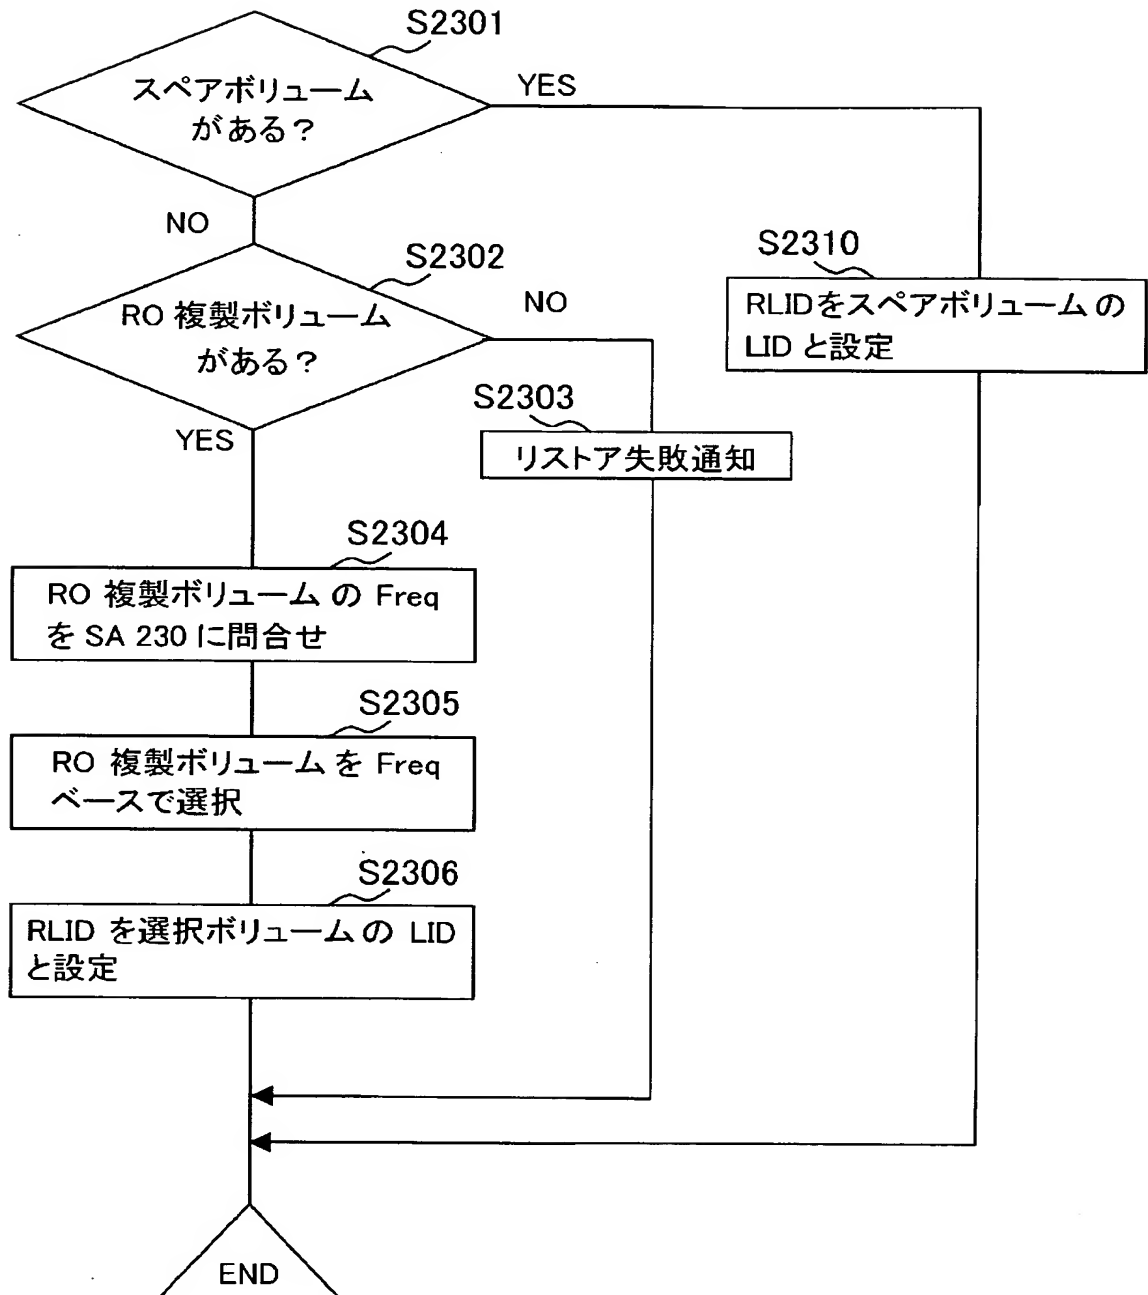 S2301
スペアボリューム
がある？
YES
NO
S2302
RO 複製ボリューム
がある？
NO
YES
S2310
RLIDをスペアボリュームの
LID と設定
S2303
リストア失敗通知
S2304
RO 複製ボリューム の Freq
を SA 230 に問合せ
S2305
RO 複製ボリューム を Freq
ベースで選択
S2306
RLID を選択ボリュームの LID
と設定
END